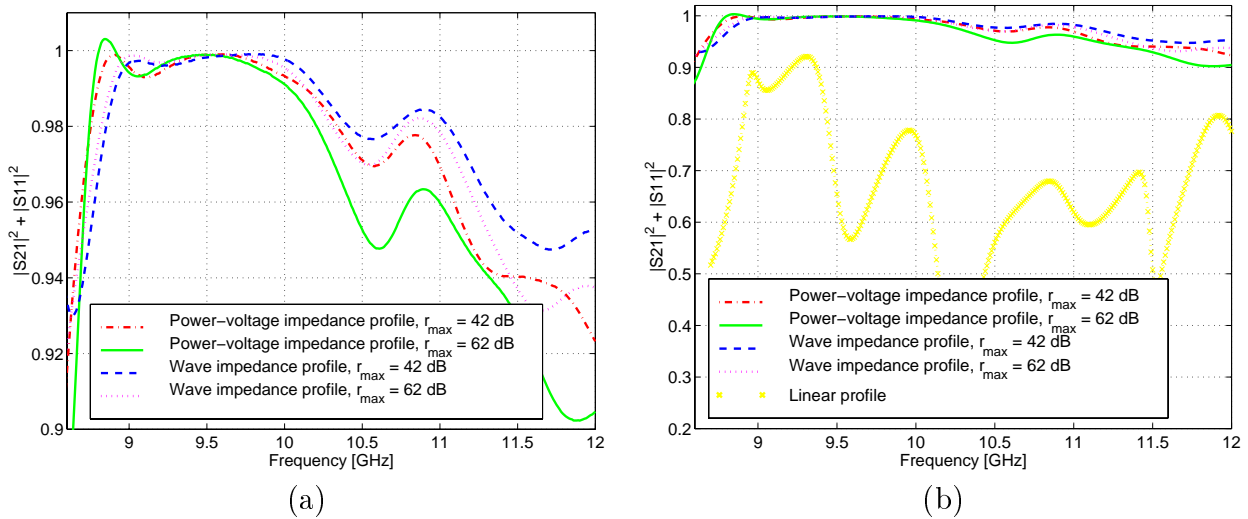 1
0.98
0.96
0.94
0.92
0.9
|S21|² + |S11|²
9
9.5
10
10.5
11
11.5
12
Frequency [GHz]
Power−voltage impedance profile, r_max = 42 dB
Power−voltage impedance profile, r_max = 62 dB
Wave impedance profile, r_max = 42 dB
Wave impedance profile, r_max = 62 dB
(a)
1
0.9
0.8
0.7
0.6
0.5
0.4
0.3
0.2
|S21|² + |S11|²
9
9.5
10
10.5
11
11.5
12
Frequency [GHz]
Power−voltage impedance profile, r_max = 42 dB
Power−voltage impedance profile, r_max = 62 dB
Wave impedance profile, r_max = 42 dB
Wave impedance profile, r_max = 62 dB
Linear profile
(b)